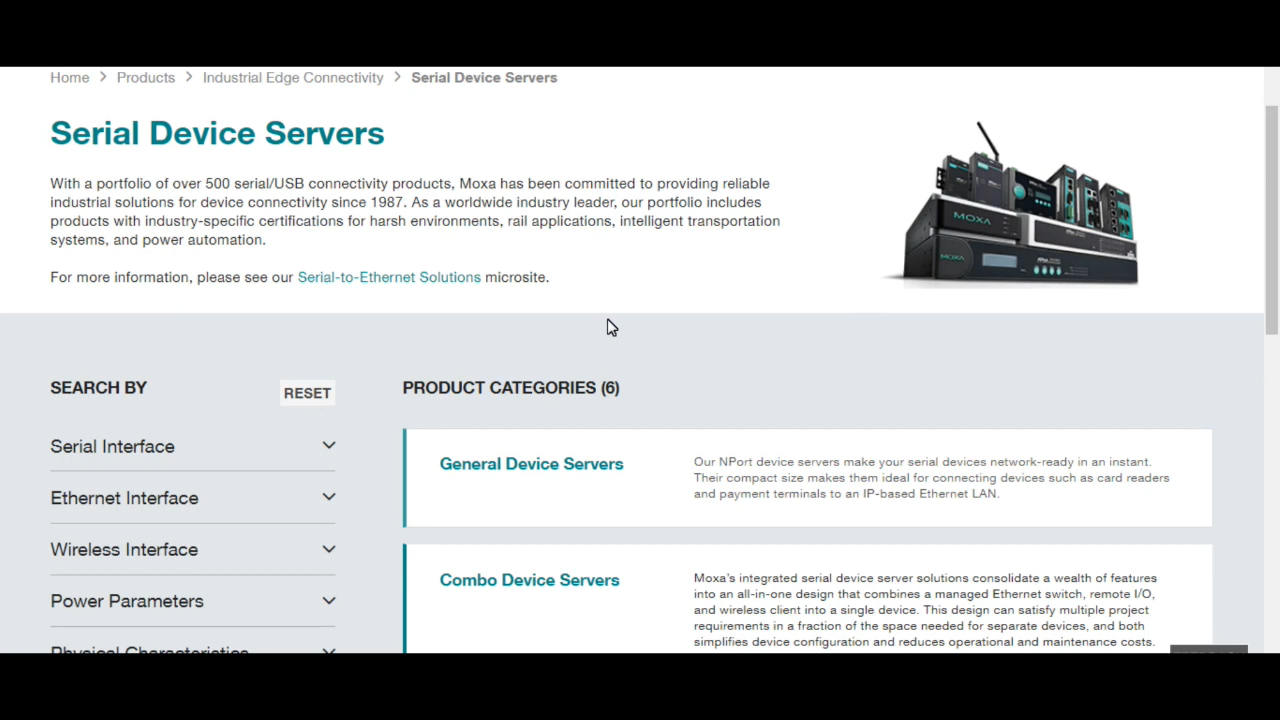 Home > Products > Industrial Edge Connectivity > Serial Device Servers
Serial Device Servers
With a portfolio of over 500 serial/USB connectivity products, Moxa has been committed to providing reliable
industrial solutions for device connectivity since 1987. As a worldwide industry leader, our portfolio includes
products with industry-specific certifications for harsh environments, rail applications, intelligent transportation
systems, and power automation.
For more information, please see our Serial-to-Ethernet Solutions microsite.
MOXA
MOXA
SEARCH BY
RESET
Serial Interface
Ethernet Interface
Wireless Interface
Power Parameters
Physical Characteristics
PRODUCT CATEGORIES (6)
General Device Servers
Our NPort device servers make your serial devices network-ready in an instant.
Their compact size makes them ideal for connecting devices such as card readers
and payment terminals to an IP-based Ethernet LAN.
Combo Device Servers
Moxa's integrated serial device server solutions consolidate a wealth of features
into an all-in-one design that combines a managed Ethernet switch, remote I/O,
and wireless client into a single device. This design can satisfy multiple project
requirements in a fraction of the space needed for separate devices, and both
simplifies device configuration and reduces operational and maintenance costs.